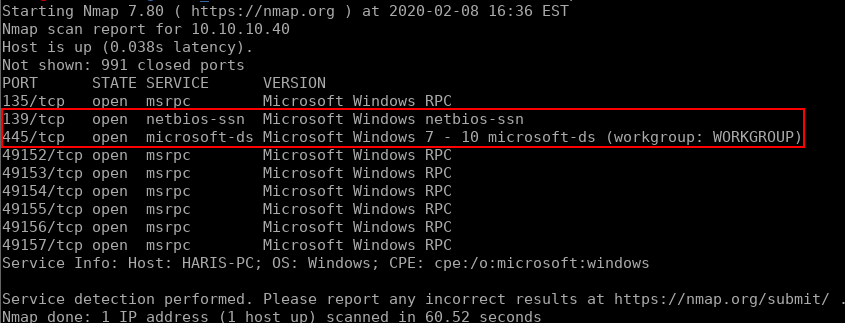 Starting Nmap 7.80 ( https://nmap.org ) at 2020-02-08 16:36 EST
Nmap scan report for 10.10.10.40
Host is up (0.038s latency).
Not shown: 991 closed ports
PORT      STATE SERVICE      VERSION
135/tcp   open  msrpc        Microsoft Windows RPC
139/tcp   open  netbios-ssn  Microsoft Windows netbios-ssn
445/tcp   open  microsoft-ds Microsoft Windows 7 - 10 microsoft-ds (workgroup: WORKGROUP)
49152/tcp open  msrpc        Microsoft Windows RPC
49153/tcp open  msrpc        Microsoft Windows RPC
49154/tcp open  msrpc        Microsoft Windows RPC
49155/tcp open  msrpc        Microsoft Windows RPC
49156/tcp open  msrpc        Microsoft Windows RPC
49157/tcp open  msrpc        Microsoft Windows RPC
Service Info: Host: HARIS-PC; OS: Windows; CPE: cpe:/o:microsoft:windows
Service detection performed. Please report any incorrect results at https://nmap.org/submit/ .
Nmap done: 1 IP address (1 host up) scanned in 60.52 seconds